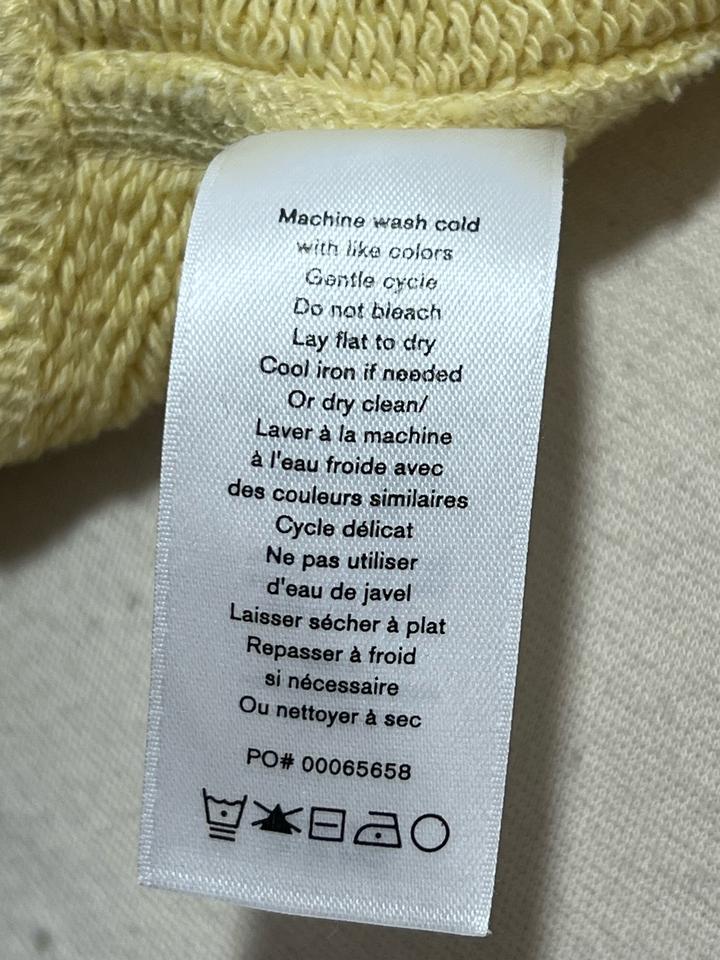 Machine wash cold
with like colors
Gentle cycle
Do not bleach
Lay flat to dry
Cool iron if needed
Or dry clean/
Laver à la machine
à l'eau froide avec
des couleurs similaires
Cycle délicat
Ne pas utiliser
d'eau de javel
Laisser sécher à plat
Repasser à froid
si nécessaire
Ou nettoyer à sec
PO# 00065658